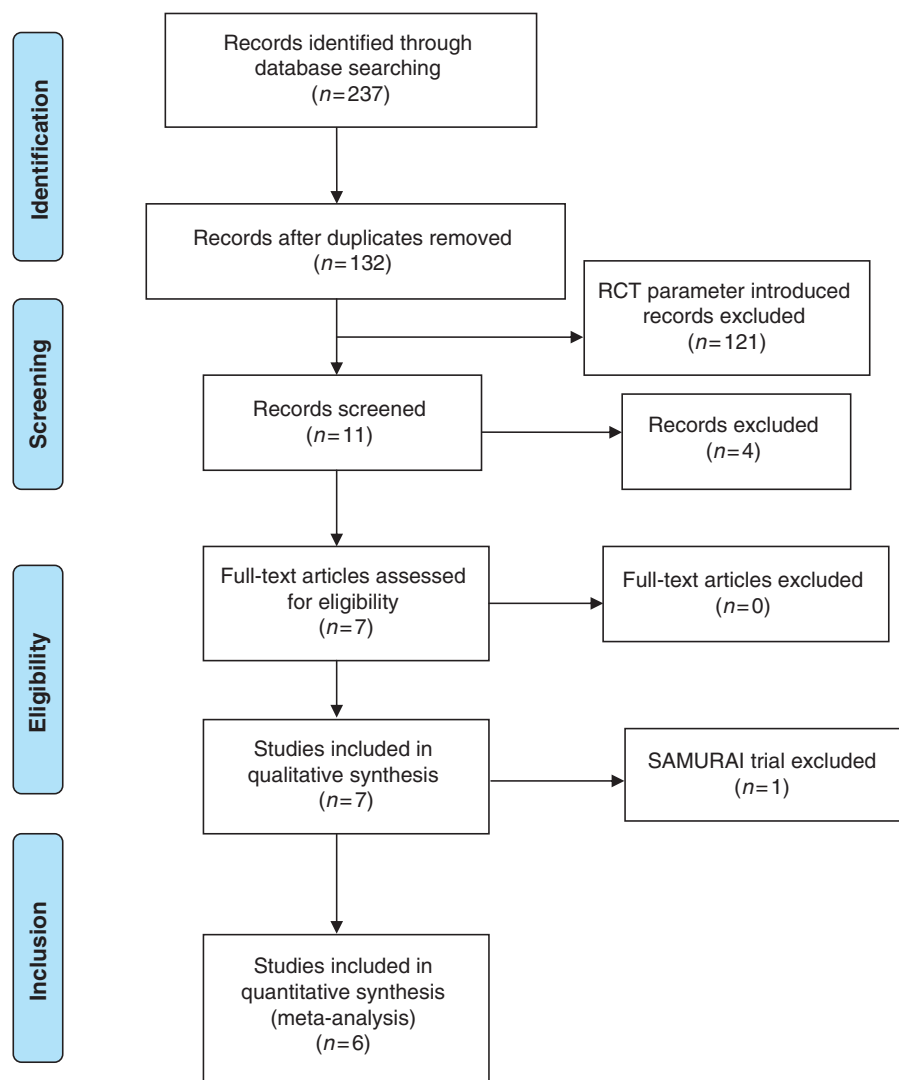 Identification
Records identified through
database searching
(n=237)
Records after duplicates removed
(n=132)
RCT parameter introduced
records excluded
(n=121)
Screening
Records screened
(n=11)
Records excluded
(n=4)
Eligibility
Full-text articles assessed
for eligibility
(n=7)
Full-text articles excluded
(n=0)
Studies included in
qualitative synthesis
(n=7)
SAMURAI trial excluded
(n=1)
Inclusion
Studies included in
quantitative synthesis
(meta-analysis)
(n=6)